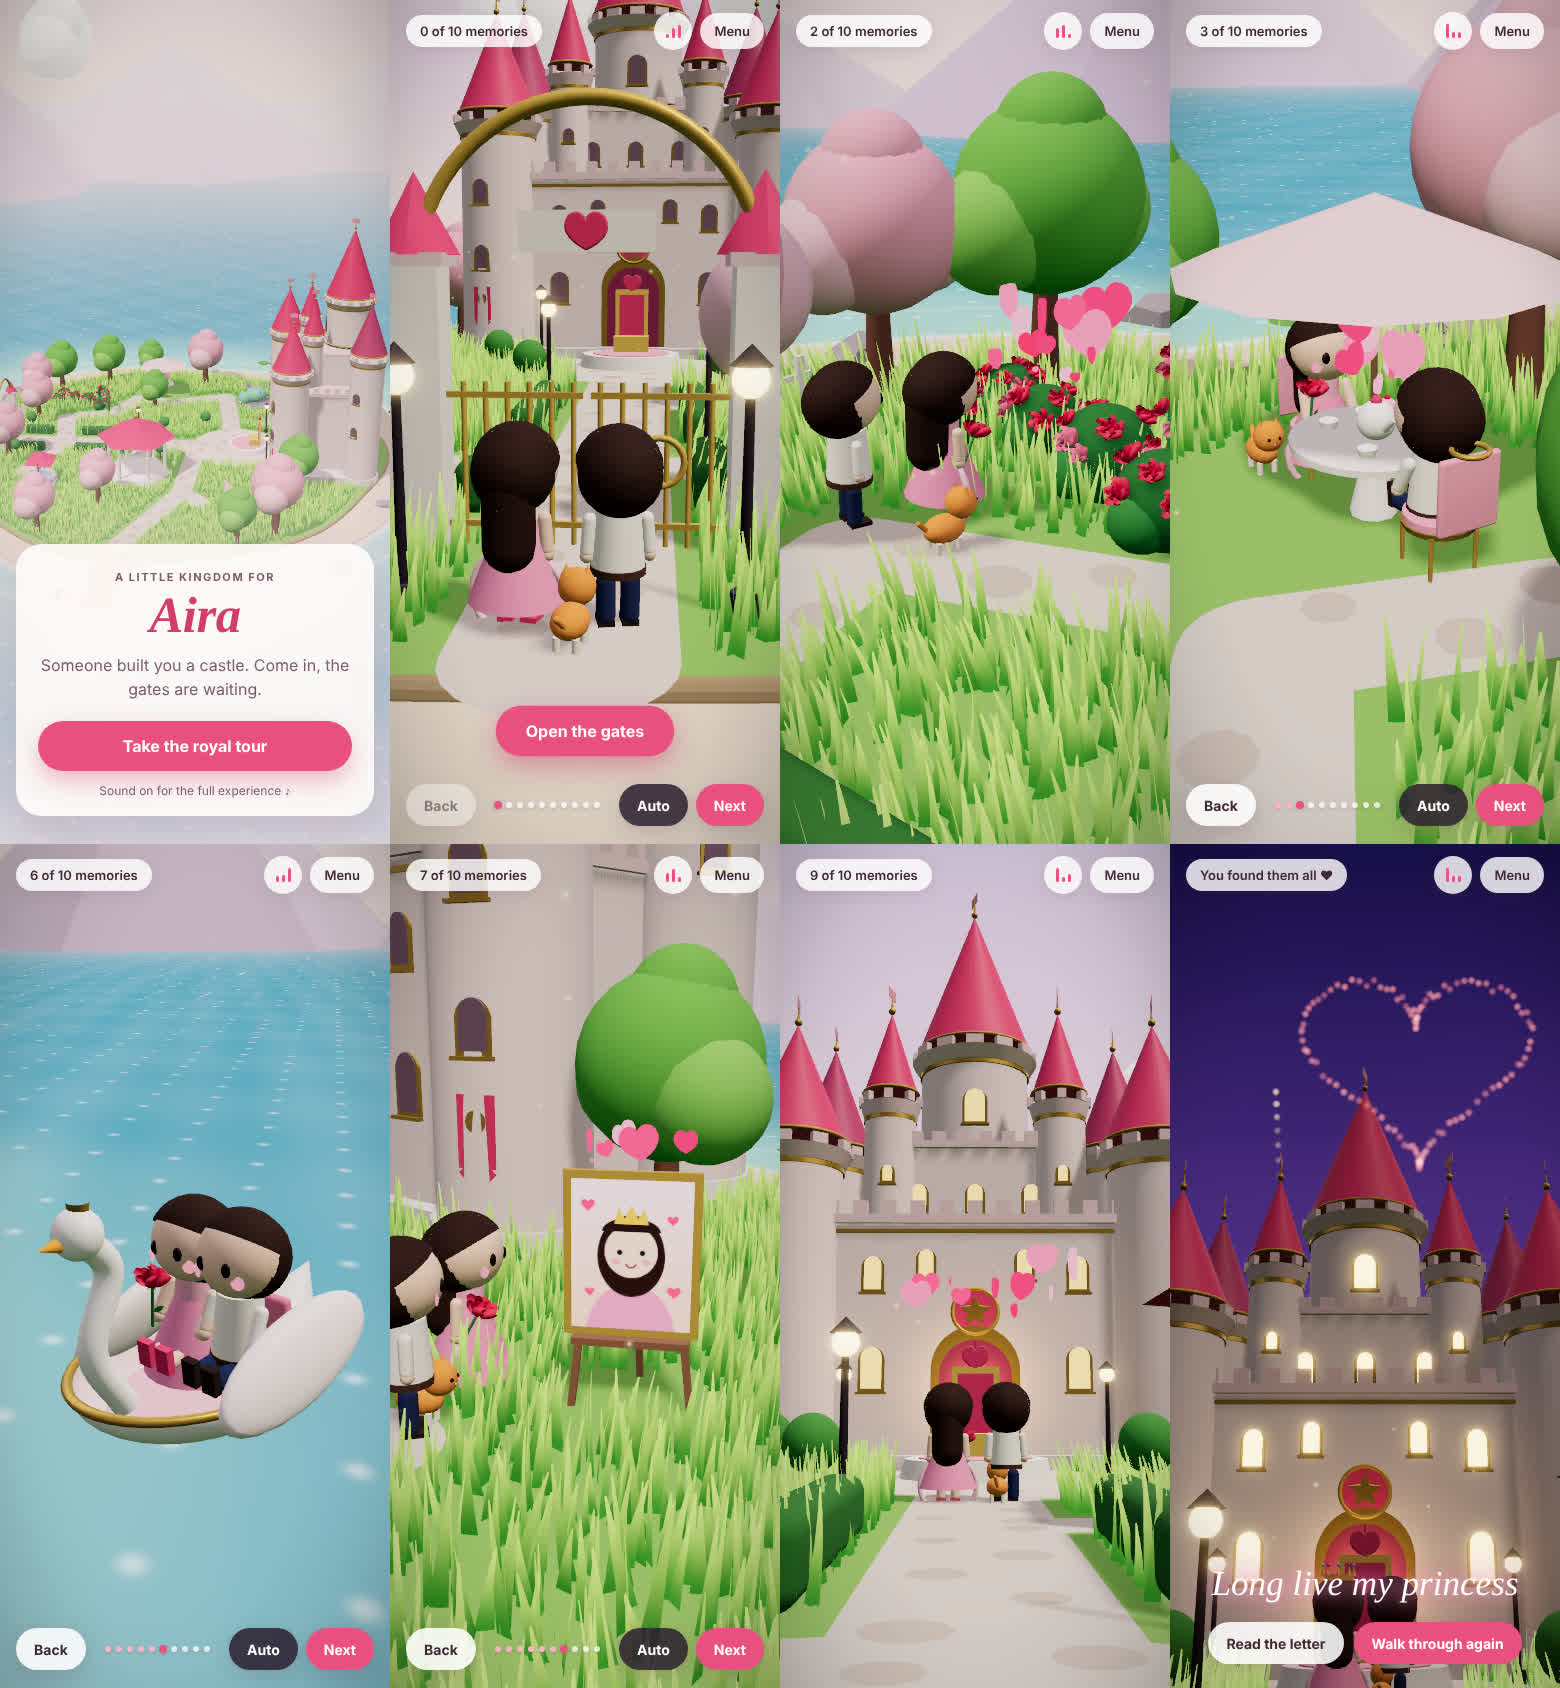 A LITTLE KINGDOM FOR
Aira
Someone built you a castle. Come in, the
gates are waiting.
Take the royal tour
Sound on for the full experience ♪
0 of 10 memories
Menu
Open the gates
Back
Auto
Next
2 of 10 memories
Menu
3 of 10 memories
Menu
Back
Auto
Next
6 of 10 memories
Menu
Back
Auto
Next
7 of 10 memories
Menu
Back
Auto
Next
9 of 10 memories
Menu
You found them all ♥
Menu
Long live my princess
Read the letter
Walk through again